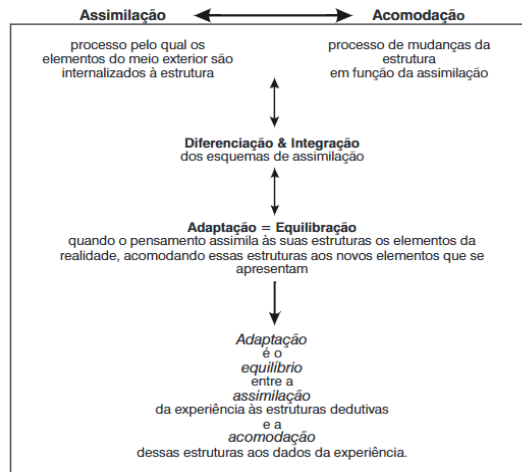 Assimilação
Acomodação
processo pelo qual os
elementos do meio exterior são
internalizados à estrutura
processo de mudanças da
estrutura
em função da assimilação
Diferenciação & Integração
dos esquemas de assimilação
Adaptação = Equilibração
quando o pensamento assimila às suas estruturas os elementos da
realidade, acomodando essas estruturas aos novos elementos que se
apresentam
Adaptação
é o
equilíbrio
entre a
assimilação
da experiência às estruturas dedutivas
e a
acomodação
dessas estruturas aos dados da experiência.